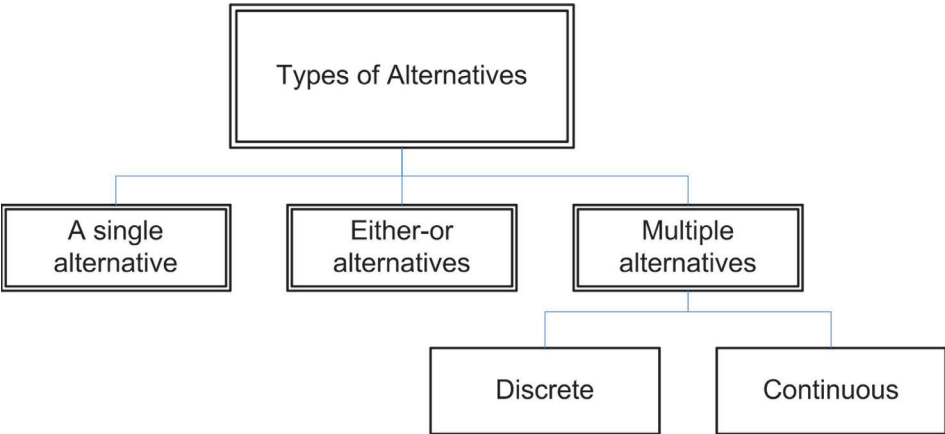 Types of Alternatives
A single
alternative
Either-or
alternatives
Multiple
alternatives
Discrete
Continuous